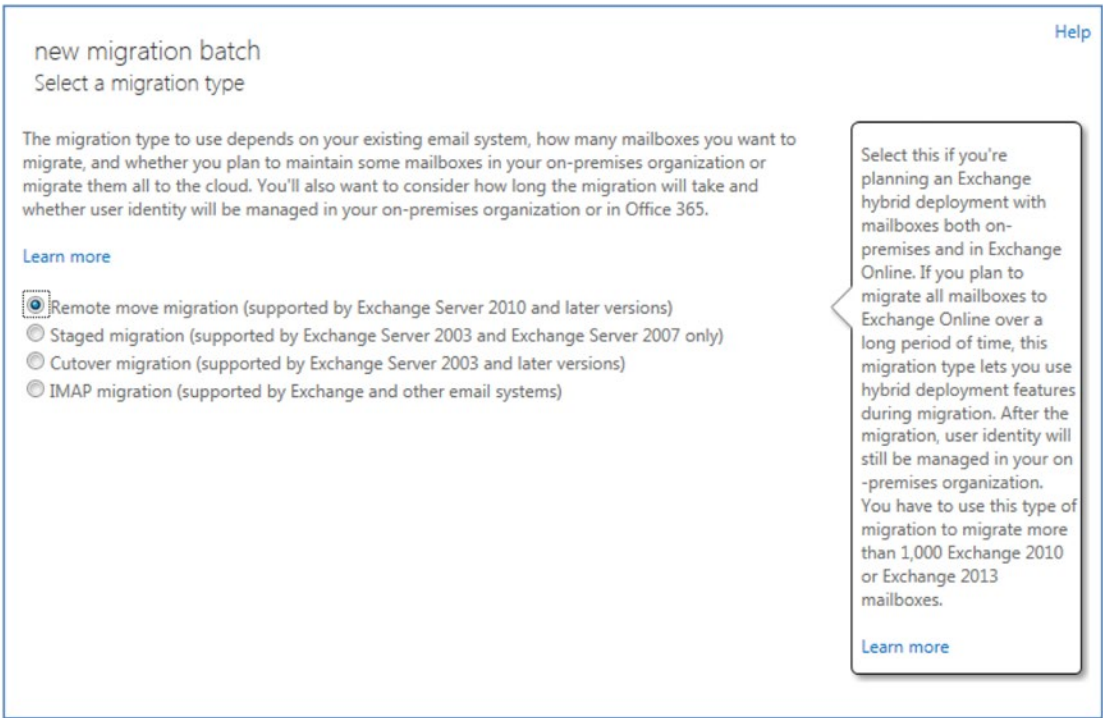 Help
new migration batch
Select a migration type
The migration type to use depends on your existing email system, how many mailboxes you want to
migrate, and whether you plan to maintain some mailboxes in your on-premises organization or
migrate them all to the cloud. You'll also want to consider how long the migration will take and
whether user identity will be managed in your on-premises organization or in Office 365.
Learn more
Remote move migration (supported by Exchange Server 2010 and later versions)
Staged migration (supported by Exchange Server 2003 and Exchange Server 2007 only)
Cutover migration (supported by Exchange Server 2003 and later versions)
IMAP migration (supported by Exchange and other email systems)
Select this if you're
planning an Exchange
hybrid deployment with
mailboxes both on-
premises and in Exchange
Online. If you plan to
migrate all mailboxes to
Exchange Online over a
long period of time, this
migration type lets you use
hybrid deployment features
during migration. After the
migration, user identity will
still be managed in your on
-premises organization.
You have to use this type of
migration to migrate more
than 1,000 Exchange 2010
or Exchange 2013
mailboxes.
Learn more